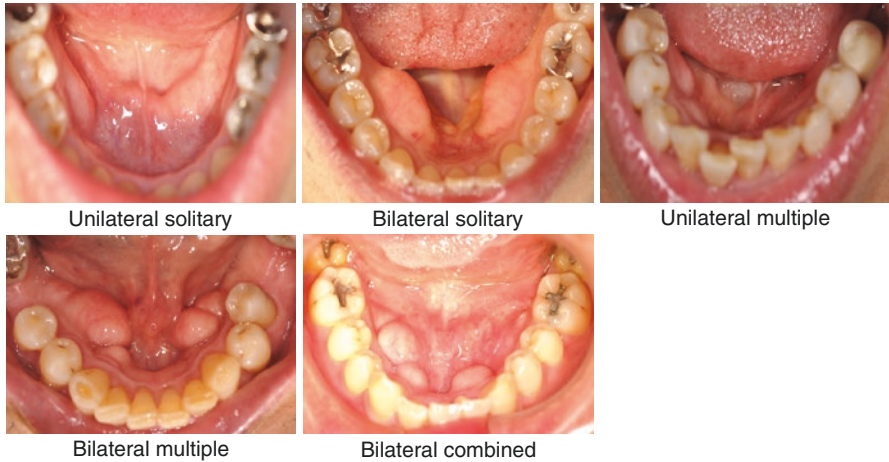 Unilateral solitary
Bilateral solitary
Unilateral multiple
Bilateral multiple
Bilateral combined